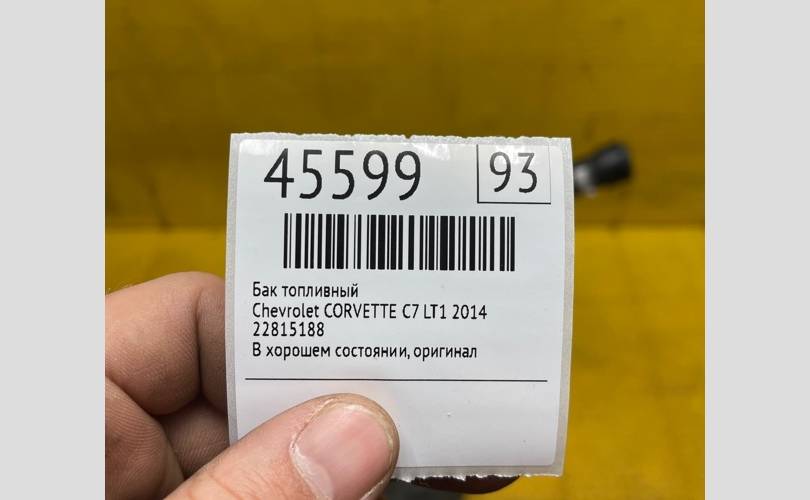 45599 93
Бак топливный
Chevrolet CORVETTE C7 LT1 2014
22815188
В хорошем состоянии, оригинал